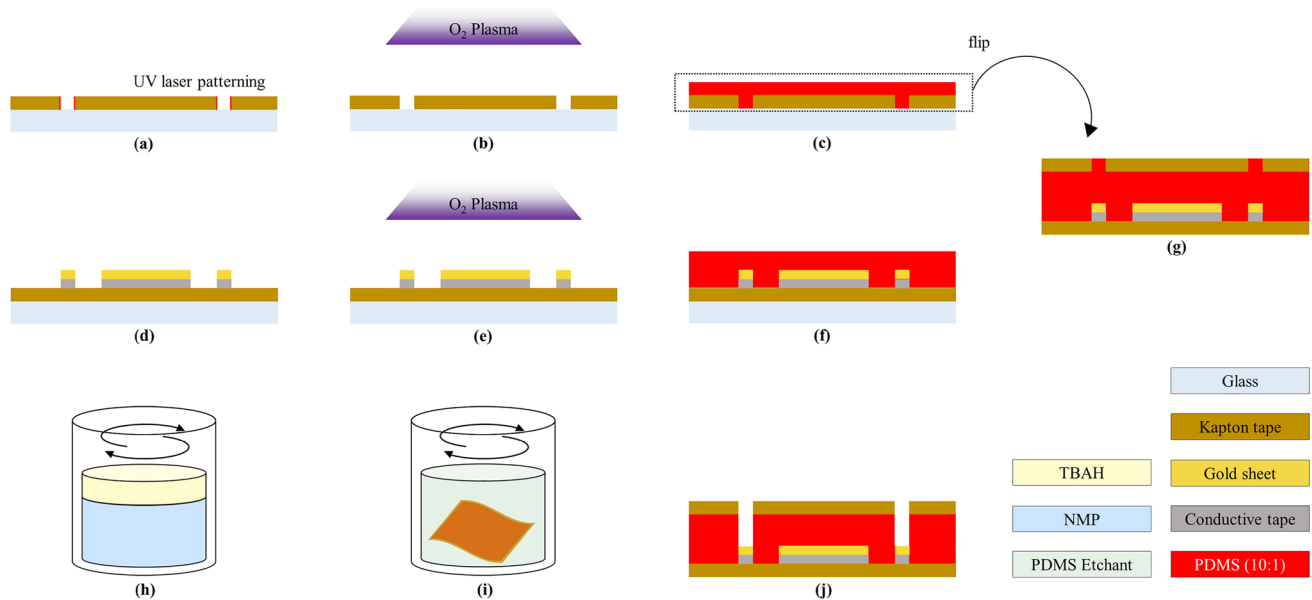 O₂ Plasma
UV laser patterning
(a)
(b)
(c)
flip
O₂ Plasma
(d)
(e)
(f)
(g)
(h)
(i)
(j)
Glass
Kapton tape
TBAH
Gold sheet
NMP
Conductive tape
PDMS Etchant
PDMS (10:1)